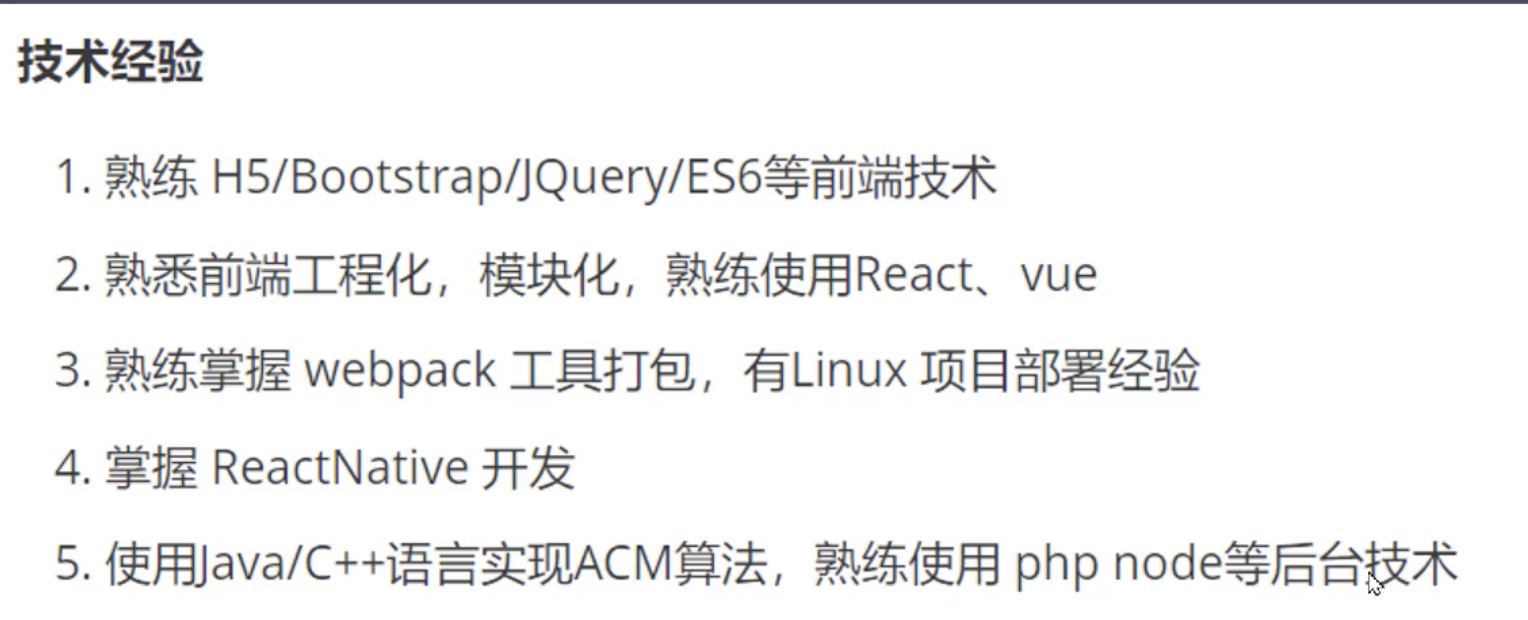 技术经验
1. 熟练 H5/Bootstrap/JQuery/ES6等前端技术
2. 熟悉前端工程化，模块化，熟练使用React、vue
3. 熟练掌握 webpack 工具打包，有Linux 项目部署经验
4. 掌握 ReactNative 开发
5. 使用Java/C++语言实现ACM算法，熟练使用 php node等后台技术